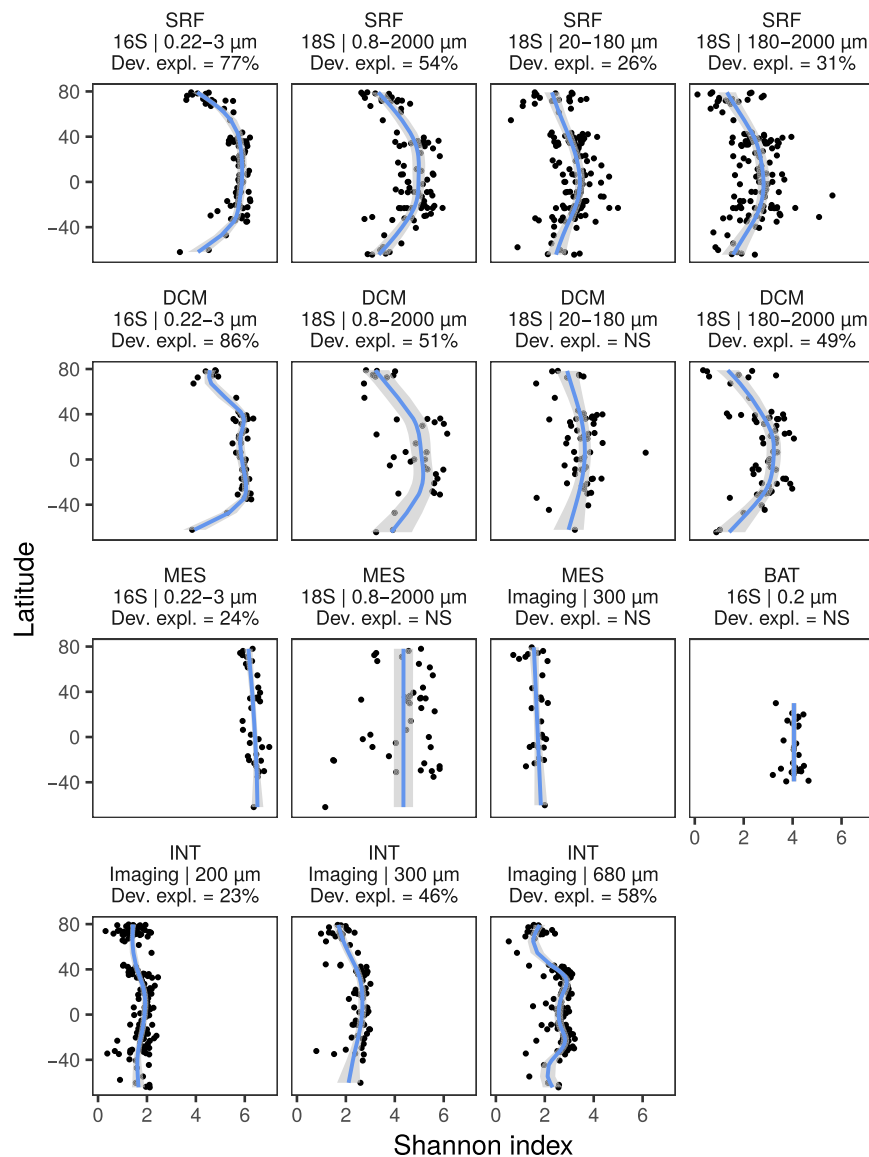 SRF
16S | 0.22−3 µm
Dev. expl. = 77%
SRF
18S | 0.8−2000 µm
Dev. expl. = 54%
SRF
18S | 20−180 µm
Dev. expl. = 26%
SRF
18S | 180−2000 µm
Dev. expl. = 31%
80
40
0
−40
DCM
16S | 0.22−3 µm
Dev. expl. = 86%
DCM
18S | 0.8−2000 µm
Dev. expl. = 51%
DCM
18S | 20−180 µm
Dev. expl. = NS
DCM
18S | 180−2000 µm
Dev. expl. = 49%
80
40
0
−40
Latitude
MES
16S | 0.22−3 µm
Dev. expl. = 24%
MES
18S | 0.8−2000 µm
Dev. expl. = NS
MES
Imaging | 300 µm
Dev. expl. = NS
BAT
16S | 0.2 µm
Dev. expl. = NS
80
40
0
−40
0 2 4 6
INT
Imaging | 200 µm
Dev. expl. = 23%
INT
Imaging | 300 µm
Dev. expl. = 46%
INT
Imaging | 680 µm
Dev. expl. = 58%
80
40
0
−40
0 2 4 6
0 2 4 6
0 2 4 6
Shannon index